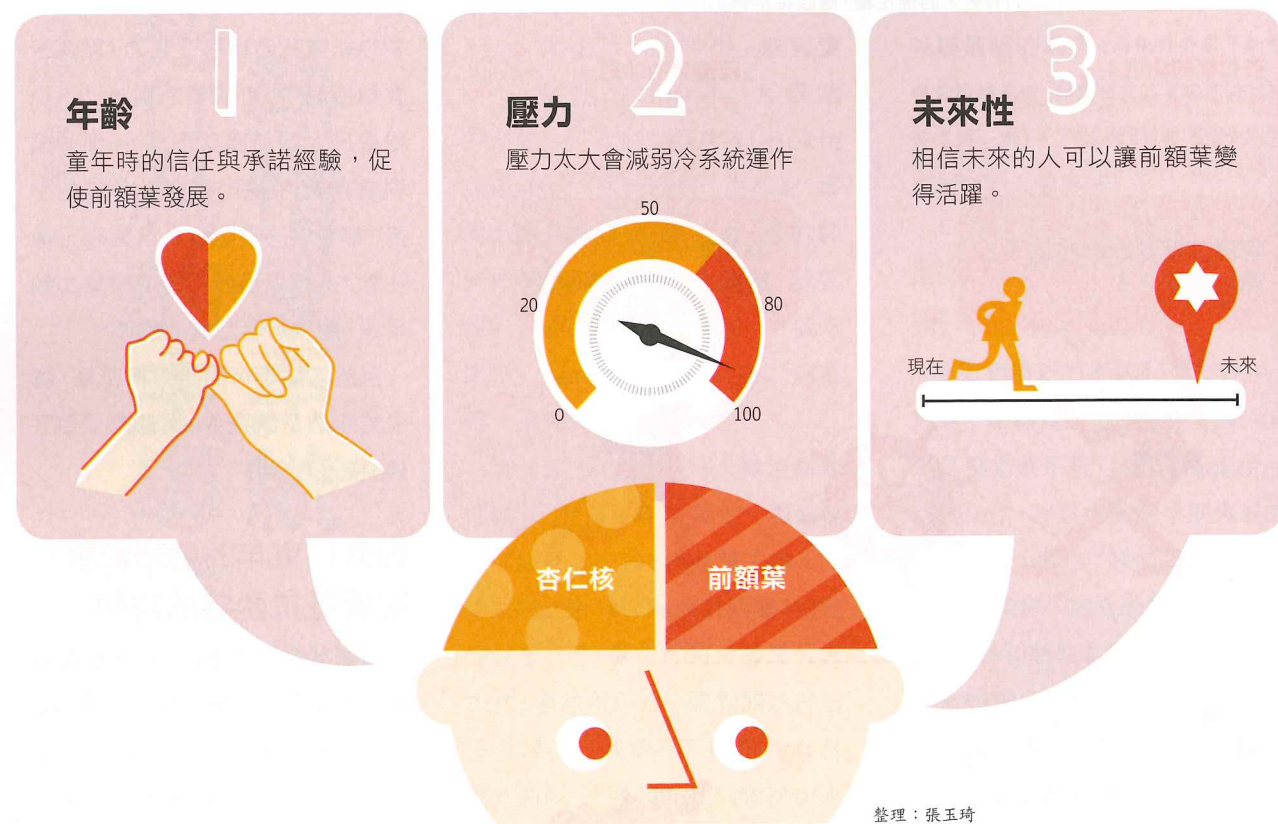 1
年齡
童年時的信任與承諾經驗，促
使前額葉發展。
2
壓力
壓力太大會減弱冷系統運作
50
20
80
0
100
3
未來性
相信未來的人可以讓前額葉變
得活躍。
現在
未來
杏仁核
前額葉
整理：張玉琦